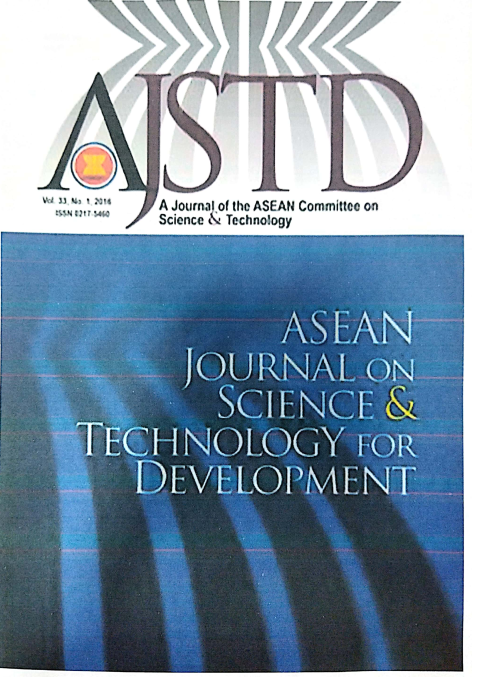 AJSTD
Vol. 33, No. 1, 2016
ISSN 0217-5460
A Journal of the ASEAN Committee on
Science & Technology
ASEAN
JOURNAL ON
SCIENCE &
TECHNOLOGY FOR
DEVELOPMENT